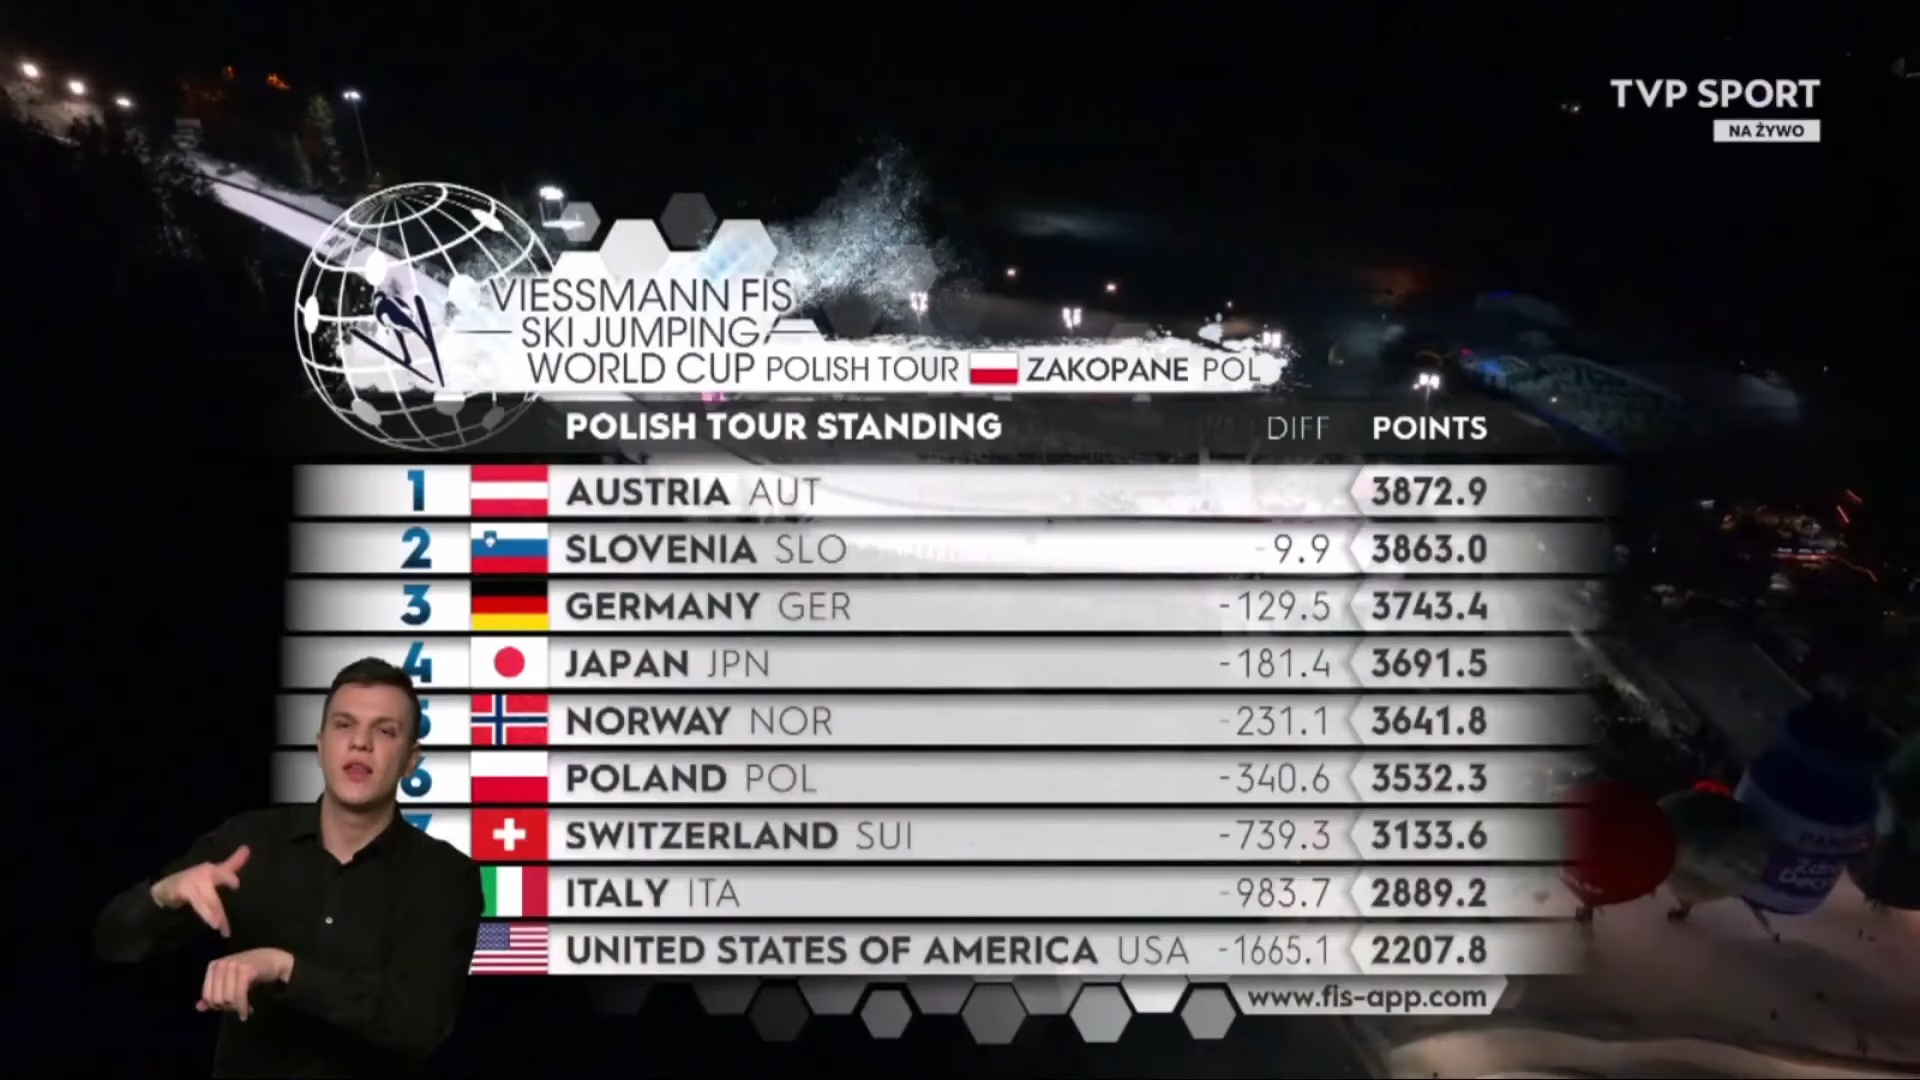 TVP SPORT
NA ŻYWO
VIESSMANN FIS
SKI JUMPING
WORLD CUP POLISH TOUR ZAKOPANE POL
POLISH TOUR STANDING DIFF POINTS
1 AUSTRIA AUT 3872.9
2 SLOVENIA SLO -9.9 3863.0
3 GERMANY GER -129.5 3743.4
4 JAPAN JPN -181.4 3691.5
5 NORWAY NOR -231.1 3641.8
6 POLAND POL -340.6 3532.3
7 SWITZERLAND SUI -739.3 3133.6
ITALY ITA -983.7 2889.2
UNITED STATES OF AMERICA USA -1665.1 2207.8
www.fis-app.com